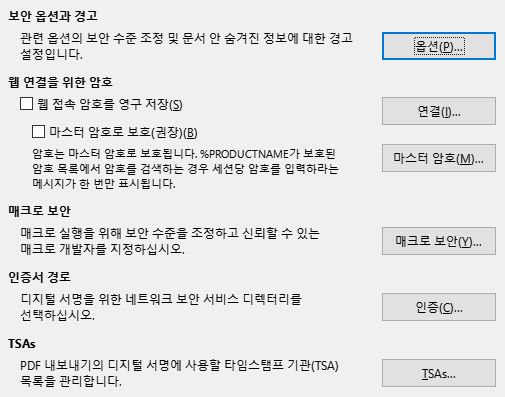 보안 옵션과 경고
관련 옵션의 보안 수준 조정 및 문서 안 숨겨진 정보에 대한 경고
설정입니다.
옵션(P)...
웹 연결을 위한 암호
웹 접속 암호를 영구 저장(S)
연결(I)...
마스터 암호로 보호(권장)(B)
암호는 마스터 암호로 보호됩니다. %PRODUCTNAME가 보호된
암호 목록에서 암호를 검색하는 경우 세션당 암호를 입력하라는
메시지가 한 번만 표시됩니다.
마스터 암호(M)...
매크로 보안
매크로 실행을 위해 보안 수준을 조정하고 신뢰할 수 있는
매크로 개발자를 지정하십시오.
매크로 보안(Y)...
인증서 경로
디지털 서명을 위한 네트워크 보안 서비스 디렉터리를
선택하십시오.
인증(C)...
TSAs
PDF 내보내기의 디지털 서명에 사용할 타임스탬프 기관(TSA)
목록을 관리합니다.
TSAs...